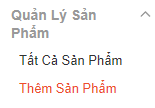 Quản Lý Sản
Phẩm
Tất Cả Sản Phẩm
Thêm Sản Phẩm